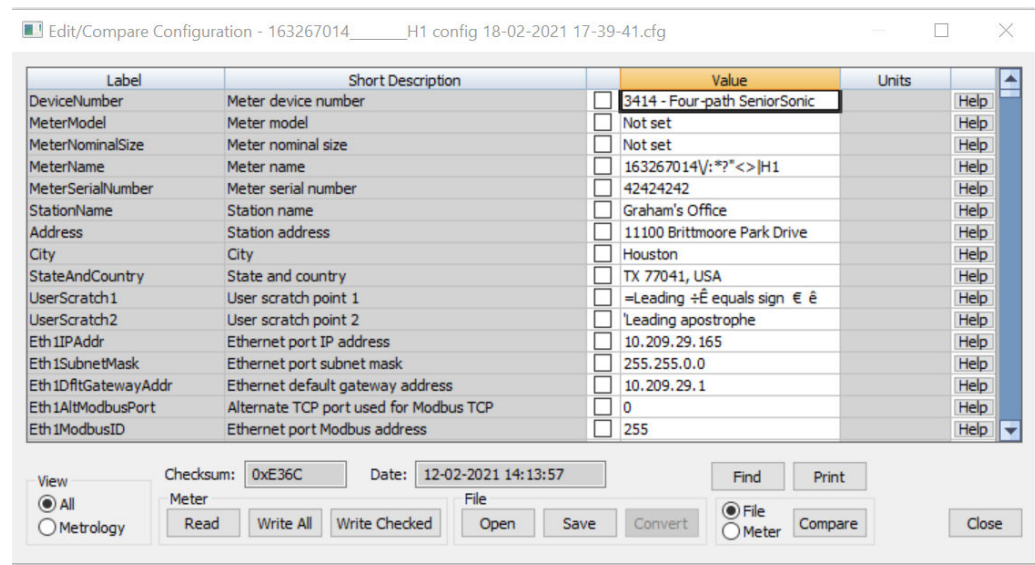 Edit/Compare Configuration - 163267014_______H1 config 18-02-2021 17-39-41.cfg
Label Short Description Value Units
DeviceNumber Meter device number 3414 - Four-path SeniorSonic Help
MeterModel Meter model Not set Help
MeterNominalSize Meter nominal size Not set Help
MeterName Meter name 163267014\/:*?"<>|H1 Help
MeterSerialNumber Meter serial number 42424242 Help
StationName Station name Graham's Office Help
Address Station address 11100 Brittmoore Park Drive Help
City City Houston Help
StateAndCountry State and country TX 77041, USA Help
UserScratch1 User scratch point 1 =Leading ÷Ê equals sign € ê Help
UserScratch2 User scratch point 2 'Leading apostrophe Help
Eth1IPAddr Ethernet port IP address 10.209.29.165 Help
Eth1SubnetMask Ethernet port subnet mask 255.255.0.0 Help
Eth1DfltGatewayAddr Ethernet default gateway address 10.209.29.1 Help
Eth1AltModbusPort Alternate TCP port used for Modbus TCP 0 Help
Eth1ModbusID Ethernet port Modbus address 255 Help
View Checksum: 0xE36C Date: 12-02-2021 14:13:57 Find Print
All Meter File File
Metrology Read Write All Write Checked Open Save Convert Meter Compare Close